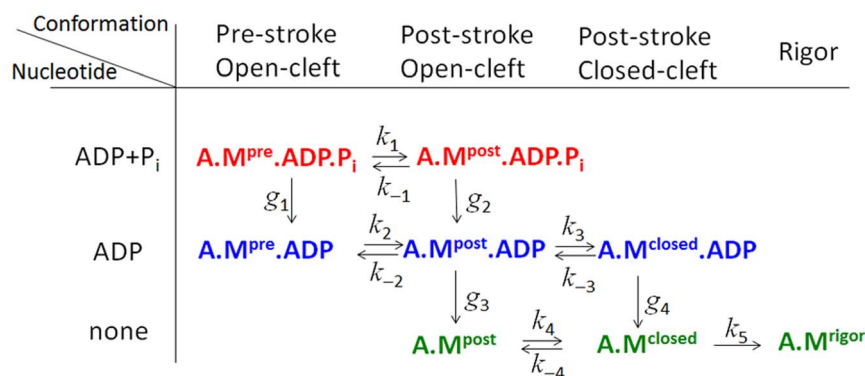 Conformation
Nucleotide
Pre-stroke Open-cleft
Post-stroke Open-cleft
Post-stroke Closed-cleft
Rigor
ADP+Pi
A.Mpre.ADP.Pi
k1
k−1
A.Mpost.ADP.Pi
g1
g2
ADP
A.Mpre.ADP
k2
k−2
A.Mpost.ADP
k3
k−3
A.Mclosed.ADP
g3
g4
none
A.Mpost
k4
k−4
A.Mclosed
k5
A.Mrigor